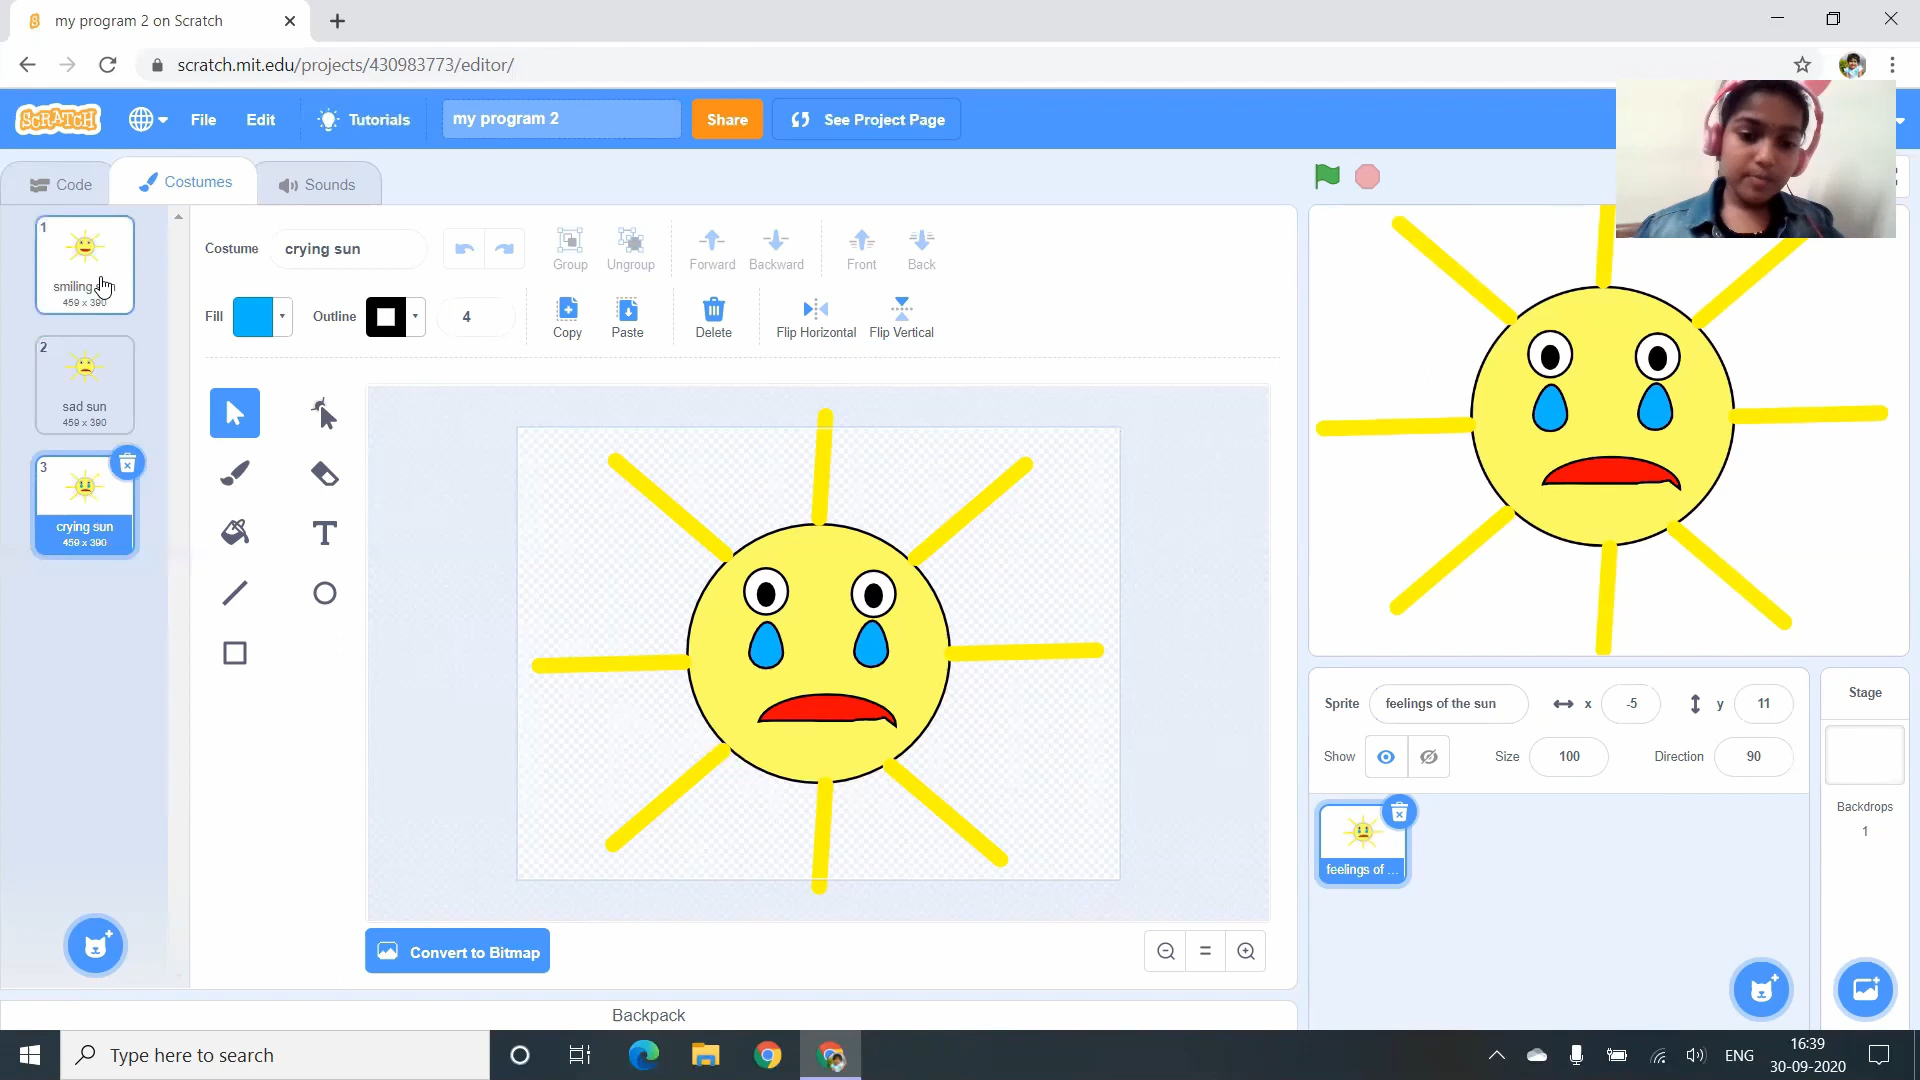 my program 2 on Scratch
scratch.mit.edu/projects/430983773/editor/
SCRATCH
File
Edit
Tutorials
my program 2
Share
See Project Page
Code
Costumes
Sounds
1
smiling
459 x 390
2
sad sun
459 x 390
3
crying sun
459 x 390
Costume
crying sun
Group
Ungroup
Forward
Backward
Front
Back
Fill
Outline
4
Copy
Paste
Delete
Flip Horizontal
Flip Vertical
T
Convert to Bitmap
Backpack
Sprite
feelings of the sun
x
-5
y
11
Show
Size
100
Direction
90
feelings of ...
Stage
Backdrops
1
Type here to search
ENG
16:39
30-09-2020